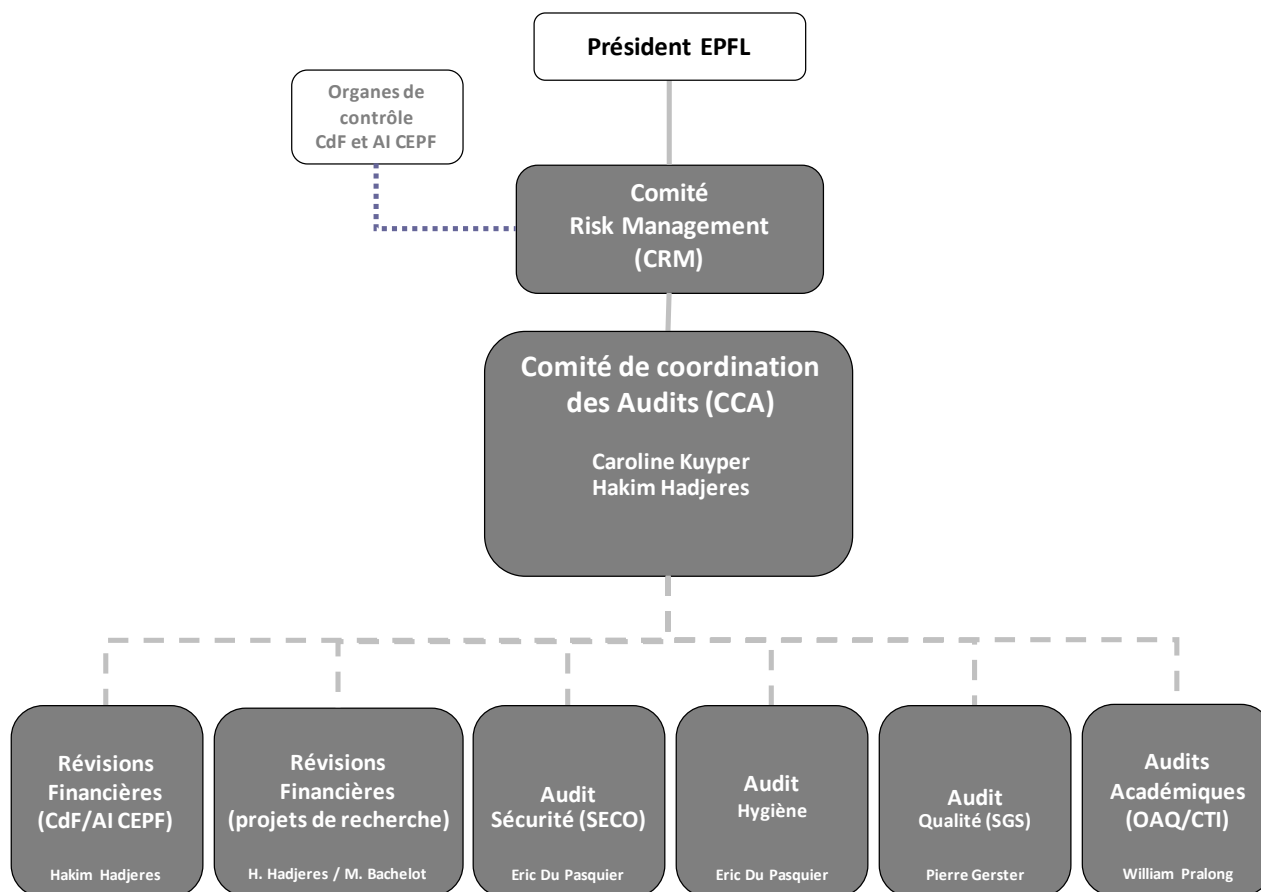 Président EPFL
Organes de
contrôle
CdF et AI CEPF
Comité
Risk Management
(CRM)
Comité de coordination
des Audits (CCA)
Caroline Kuyper
Hakim Hadjeres
Révisions
Financières
(CdF/AI CEPF)
Hakim Hadjeres
Révisions
Financières
(projets de recherche)
H. Hadjeres / M. Bachelot
Audit
Sécurité (SECO)
Eric Du Pasquier
Audit
Hygiène
Eric Du Pasquier
Audit
Qualité (SGS)
Pierre Gerster
Audits
Académiques
(OAQ/CTI)
William Pralong